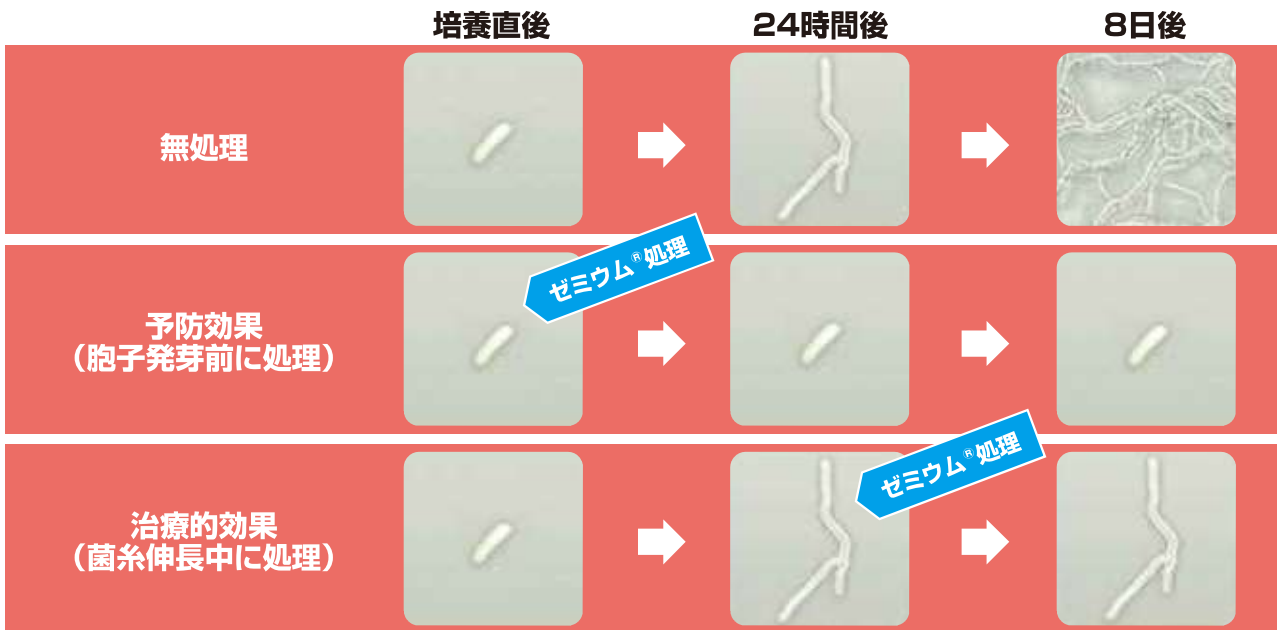 培養直後
24時間後
8日後
無処理
ゼミウム®処理
予防効果
（胞子発芽前に処理）
ゼミウム®処理
治療的効果
（菌糸伸長中に処理）